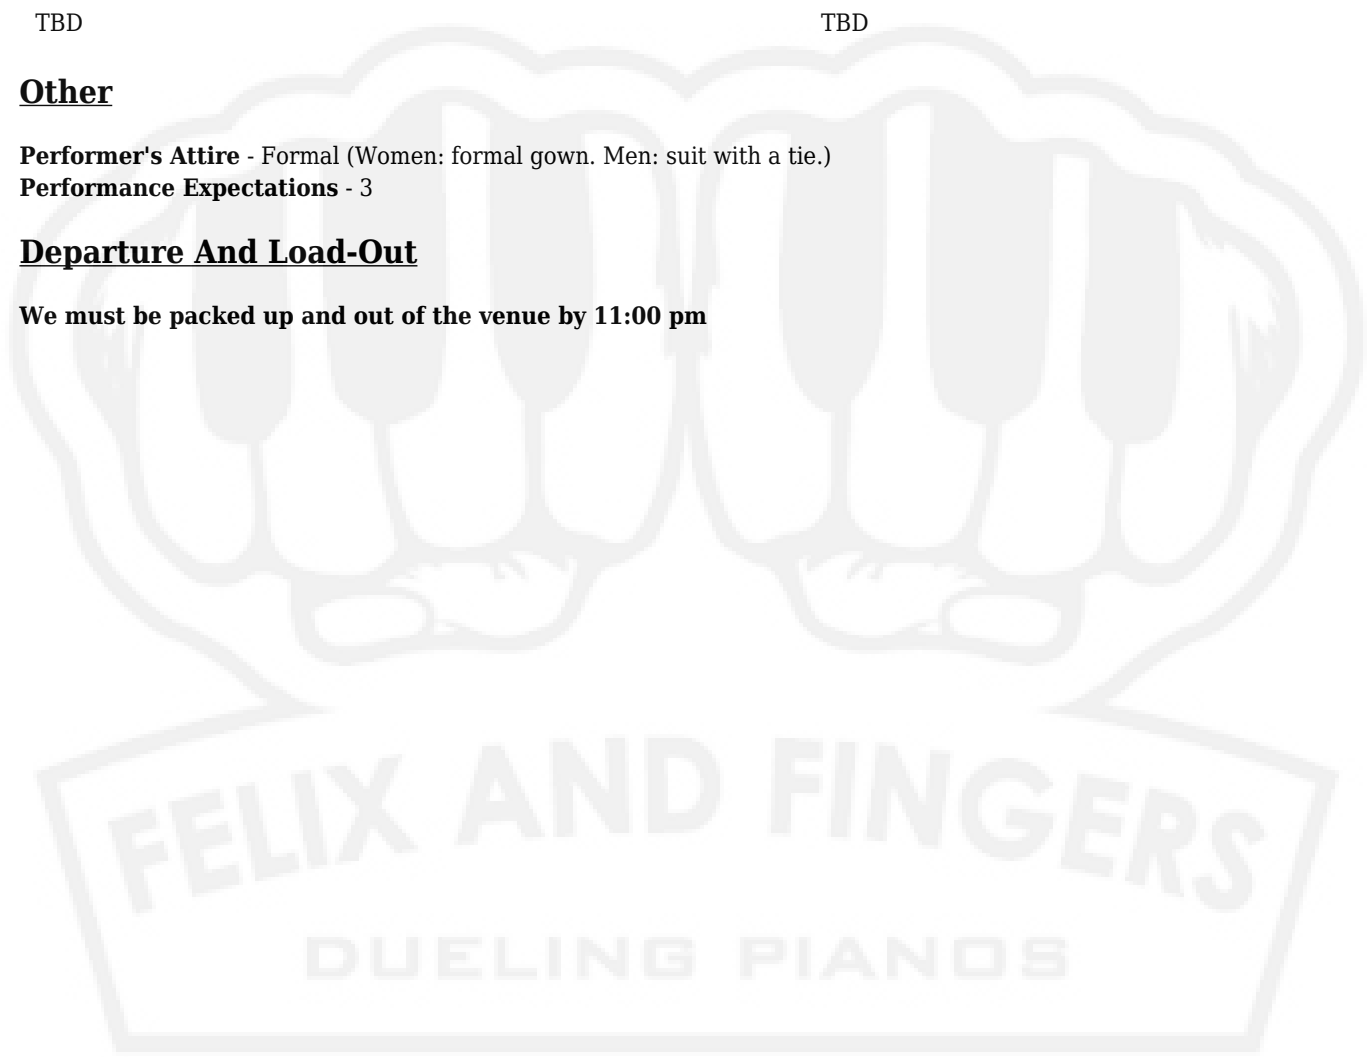 TBD TBD
Other
Performer's Attire - Formal (Women: formal gown. Men: suit with a tie.)
Performance Expectations - 3
Departure And Load-Out
We must be packed up and out of the venue by 11:00 pm
FELIX AND FINGERS
DUELING PIANOS